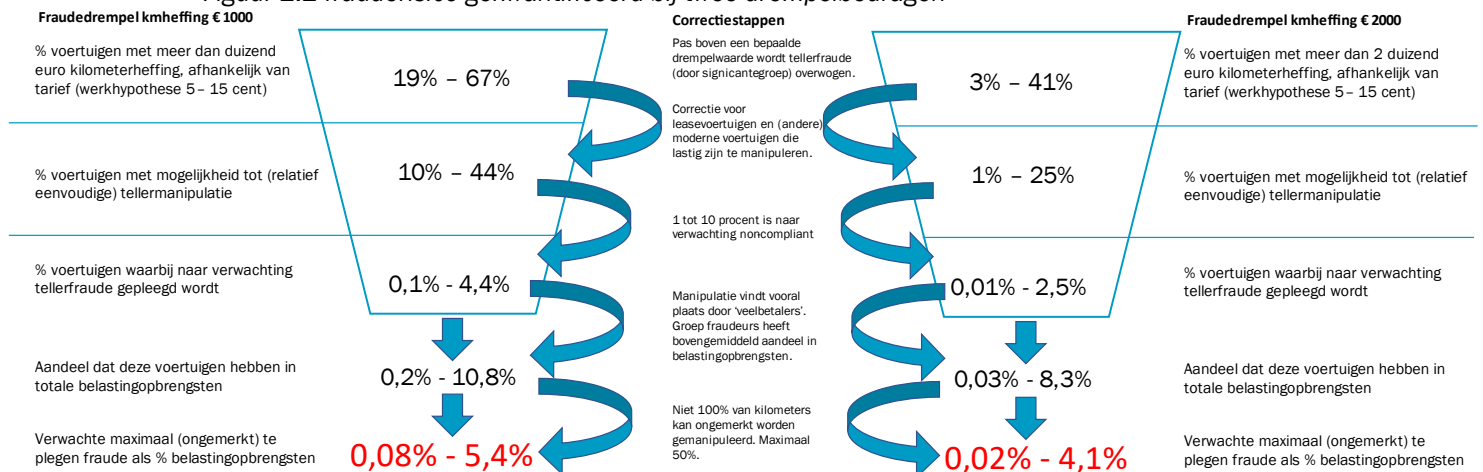 Figuur frauderisico gekwantificeerd bij twee drempelbedragen
Fraudedrempel kmheffing € 1000
% voertuigen met meer dan duizend
euro kilometerheffing, afhankelijk van
tarief (werkhypothese 5 – 15 cent)
% voertuigen met mogelijkheid tot (relatief
eenvoudige) tellermanipulatie
% voertuigen waarbij naar verwachting
tellerfraude gepleegd wordt
Aandeel dat deze voertuigen hebben in
totale belastingopbrengsten
Verwachte maximaal (ongemerkt) te
plegen fraude als % belastingopbrengsten
19% – 67%
10% – 44%
0,1% - 4,4%
0,2% - 10,8%
0,08% - 5,4%
Correctiestappen
Pas boven een bepaalde
drempelwaarde wordt tellerfraude
(door signicantegroep) overwogen.
Correctie voor
leasevoertuigen en (andere)
moderne voertuigen die
lastig zijn te manipuleren.
1 tot 10 procent is naar
verwachting noncompliant
Manipulatie vindt vooral
plaats door ‘veelbetalers’.
Groep fraudeurs heeft
bovengemiddeld aandeel in
belastingopbrengsten.
Niet 100% van kilometers
kan ongemerkt worden
gemanipuleerd. Maximaal
50%.
3% – 41%
1% – 25%
0,01% - 2,5%
0,03% - 8,3%
0,02% - 4,1%
Fraudedrempel kmheffing € 2000
% voertuigen met meer dan 2 duizend
euro kilometerheffing, afhankelijk van
tarief (werkhypothese 5 – 15 cent)
% voertuigen met mogelijkheid tot (relatief
eenvoudige) tellermanipulatie
% voertuigen waarbij naar verwachting
tellerfraude gepleegd wordt
Aandeel dat deze voertuigen hebben in
totale belastingopbrengsten
Verwachte maximaal (ongemerkt) te
plegen fraude als % belastingopbrengsten